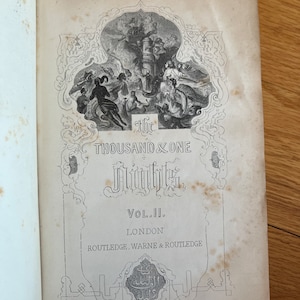 The
THOUSAND & ONE
Nights
VOL. II.
LONDON
ROUTLEDGE, WARNE & ROUTLEDGE